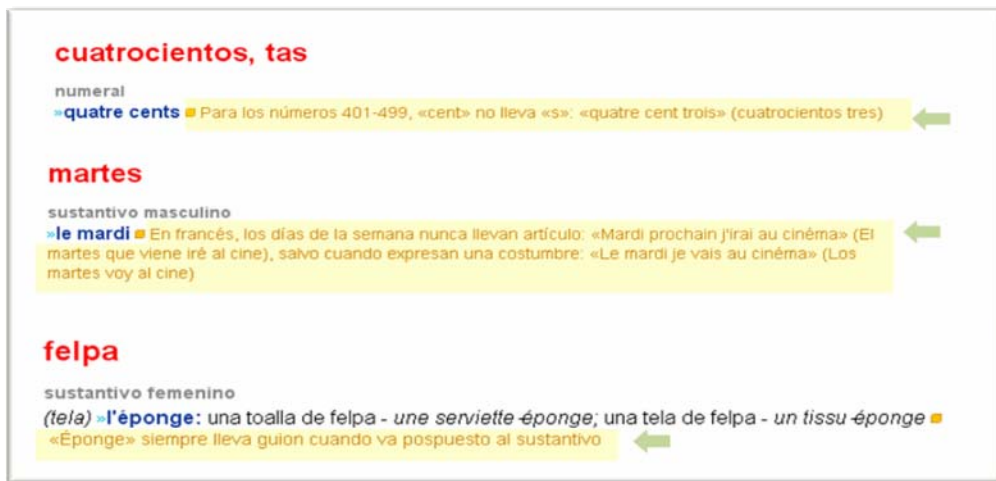 cuatrocientos, tas
numeral
»quatre cents Para los números 401-499, «cent» no lleva «s»: «quatre cent trois» (cuatrocientos tres)
martes
sustantivo masculino
»le mardi En francés, los días de la semana nunca llevan artículo: «Mardi prochain j'irai au cinéma» (El
martes que viene iré al cine), salvo cuando expresan una costumbre: «Le mardi je vais au cinéma» (Los
martes voy al cine)
felpa
sustantivo femenino
(tela) »l'éponge: una toalla de felpa - une serviette-éponge; una tela de felpa - un tissu-éponge
«Éponge» siempre lleva guion cuando va pospuesto al sustantivo